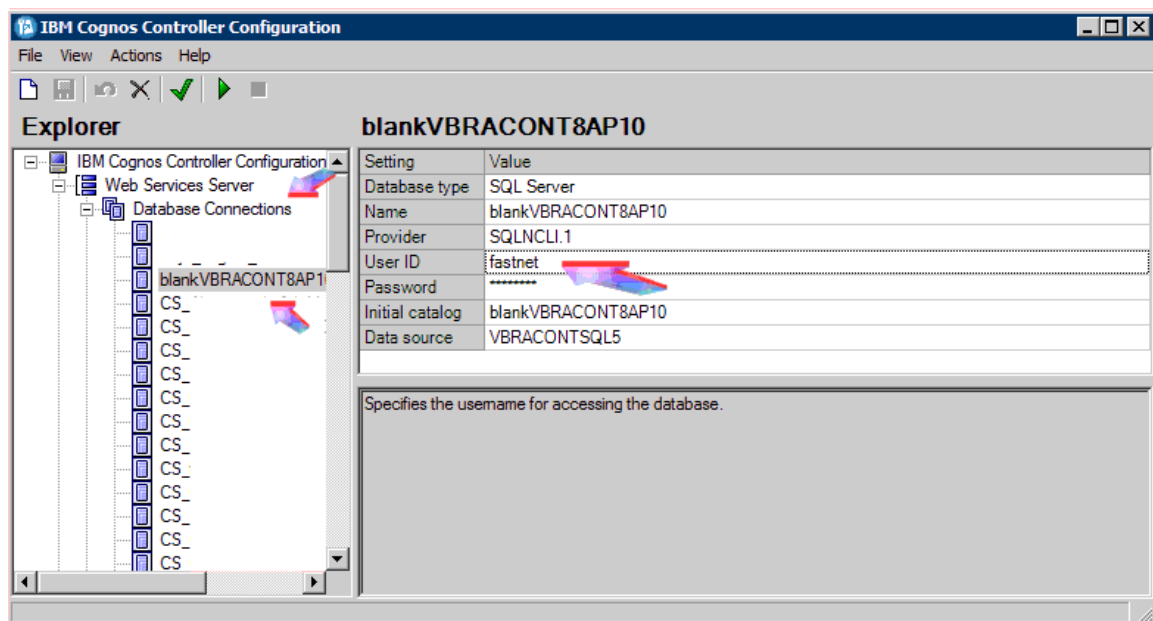 IBM Cognos Controller Configuration
File View Actions Help
Explorer
blankVBRACONT8AP10
IBM Cognos Controller Configuration
Web Services Server
Database Connections
blankVBRACONT8AP1
CS_
CS_
CS_
CS_
CS_
CS_
CS_
CS_
CS_
CS_
CS_
CS
Setting Value
Database type SQL Server
Name blankVBRACONT8AP10
Provider SQLNCLI.1
User ID fastnet
Password ********
Initial catalog blankVBRACONT8AP10
Data source VBRACONTSQL5
Specifies the username for accessing the database.